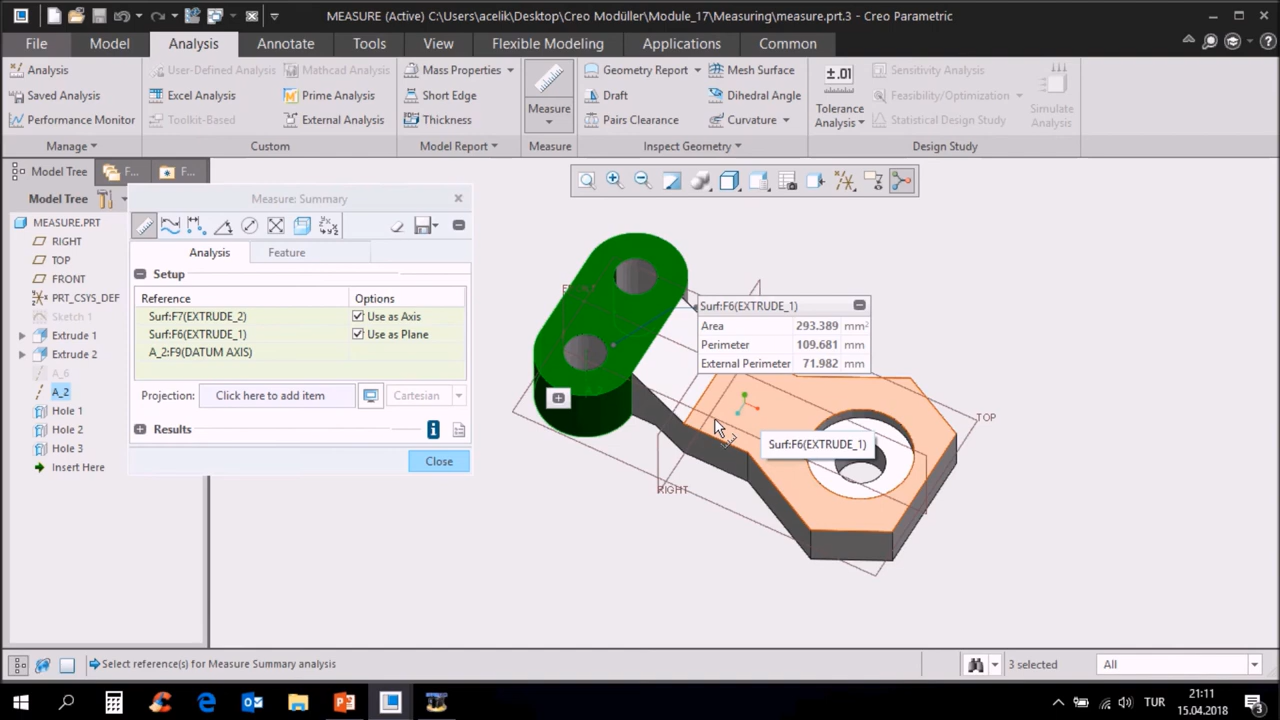 MEASURE (Active) C:\Users\acelik\Desktop\Creo Modüller\Module_17\Measuring\measure.prt.3 - Creo Parametric
File Model Analysis Annotate Tools View Flexible Modeling Applications Common
Analysis
Saved Analysis
Performance Monitor
Manage
User-Defined Analysis
Excel Analysis
Toolkit-Based
Mathcad Analysis
Prime Analysis
External Analysis
Custom
Mass Properties
Short Edge
Thickness
Model Report
Measure
Measure
Geometry Report
Draft
Pairs Clearance
Mesh Surface
Dihedral Angle
Curvature
Inspect Geometry
±.01
Tolerance
Analysis
Sensitivity Analysis
Feasibility/Optimization
Statistical Design Study
Simulate
Analysis
Design Study
Model Tree F... F...
Model Tree
MEASURE.PRT
RIGHT
TOP
FRONT
PRT_CSYS_DEF
Sketch 1
Extrude 1
Extrude 2
A_6
A_2
Hole 1
Hole 2
Hole 3
Insert Here
Measure: Summary
Analysis Feature
Setup
Reference Options
Surf:F7(EXTRUDE_2) Use as Axis
Surf:F6(EXTRUDE_1) Use as Plane
A_2:F9(DATUM AXIS)
Projection: Click here to add item Cartesian
Results
Close
Surf:F6(EXTRUDE_1)
Area 293.389 mm²
Perimeter 109.681 mm
External Perimeter 71.982 mm
TOP
Surf:F6(EXTRUDE_1)
RIGHT
Select reference(s) for Measure Summary analysis
3 selected
All
TUR
21:11
15.04.2018
3